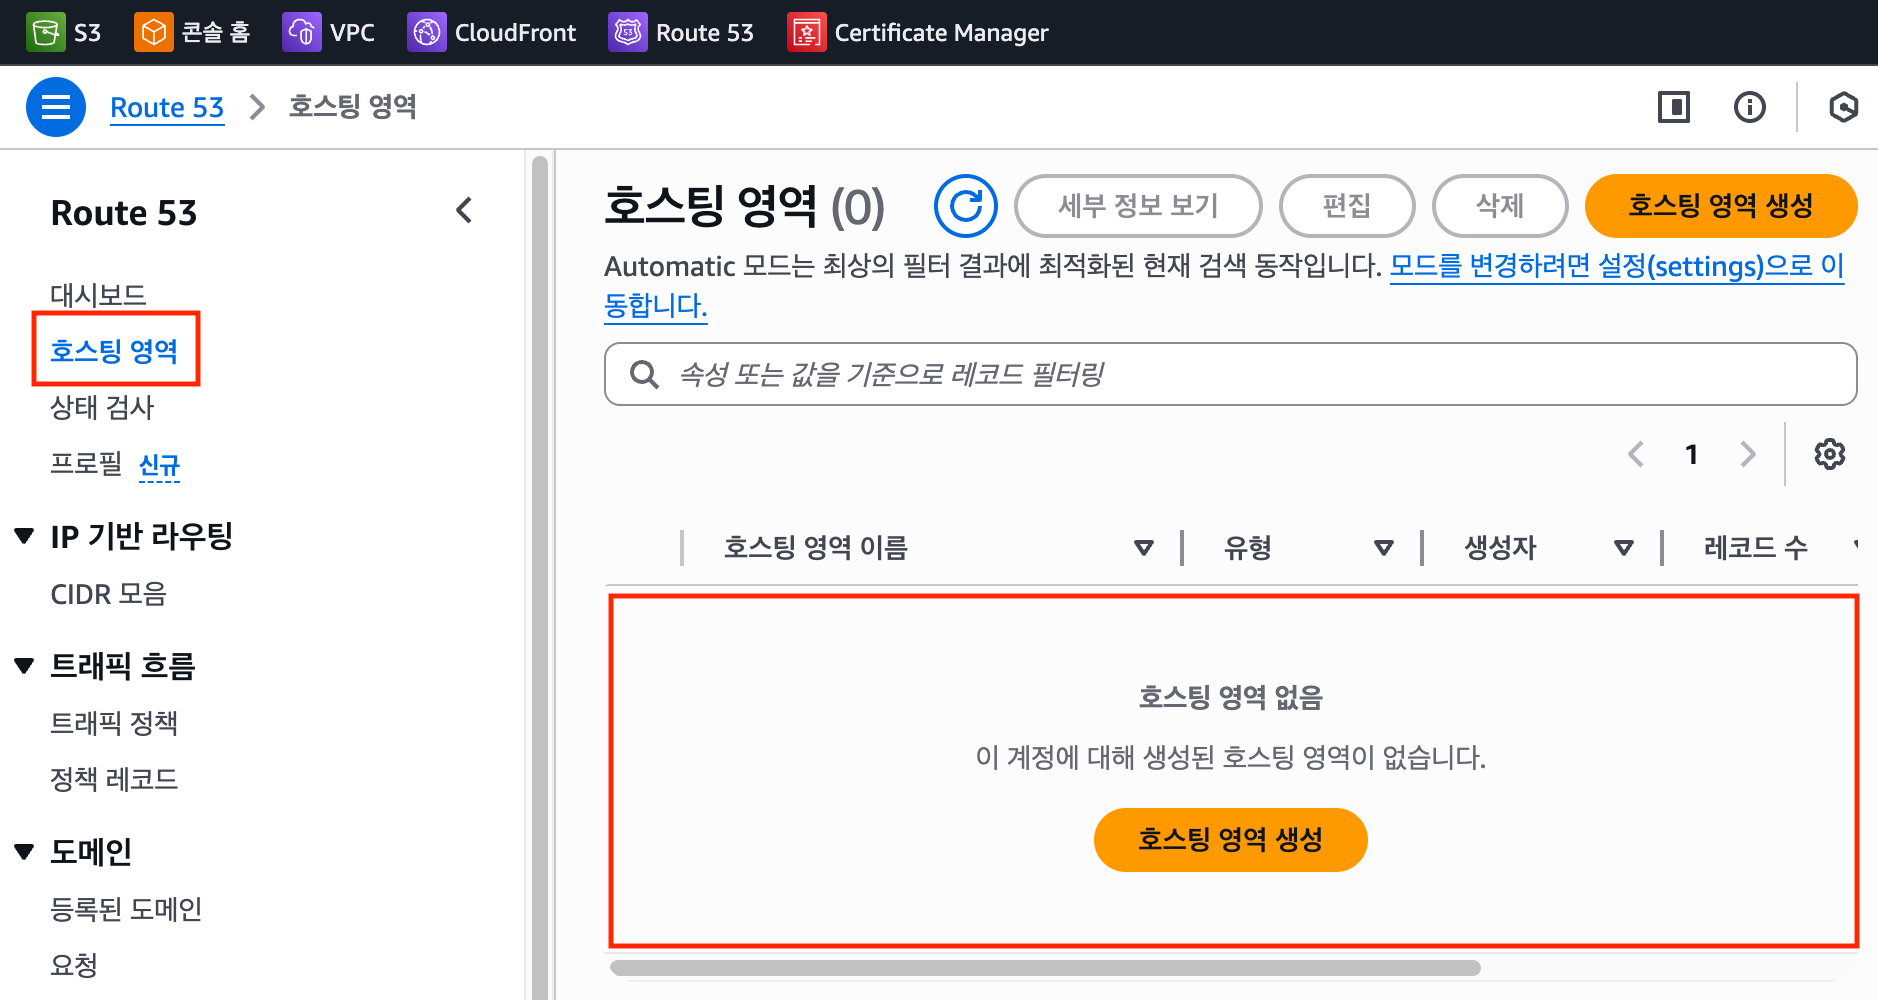 S3 콘솔 홈 VPC CloudFront Route 53 Certificate Manager
Route 53 호스팅 영역
Route 53
대시보드
호스팅 영역
상태 검사
프로필 신규
IP 기반 라우팅
CIDR 모음
트래픽 흐름
트래픽 정책
정책 레코드
도메인
등록된 도메인
요청
호스팅 영역 (0) 세부 정보 보기 편집 삭제 호스팅 영역 생성
Automatic 모드는 최상의 필터 결과에 최적화된 현재 검색 동작입니다. 모드를 변경하려면 설정(settings)으로 이
동합니다.
속성 또는 값을 기준으로 레코드 필터링
1
호스팅 영역 이름 유형 생성자 레코드 수
호스팅 영역 없음
이 계정에 대해 생성된 호스팅 영역이 없습니다.
호스팅 영역 생성